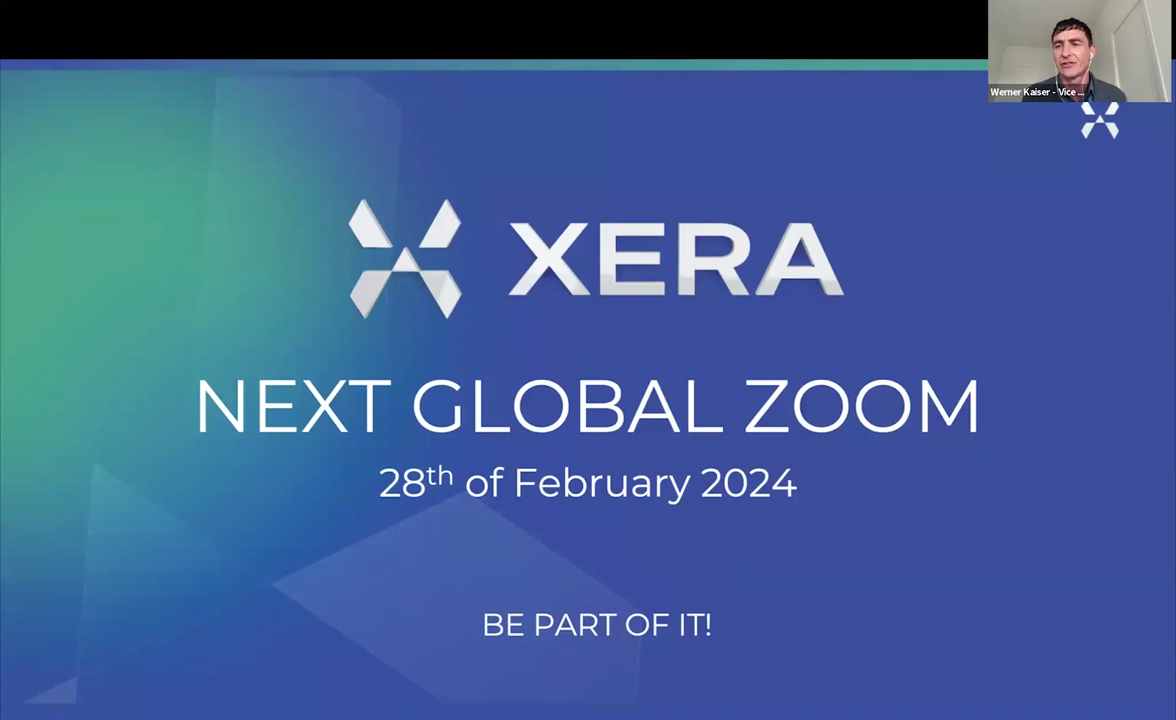 Werner Kaiser - Vice ...
XERA
NEXT GLOBAL ZOOM
28th of February 2024
BE PART OF IT!